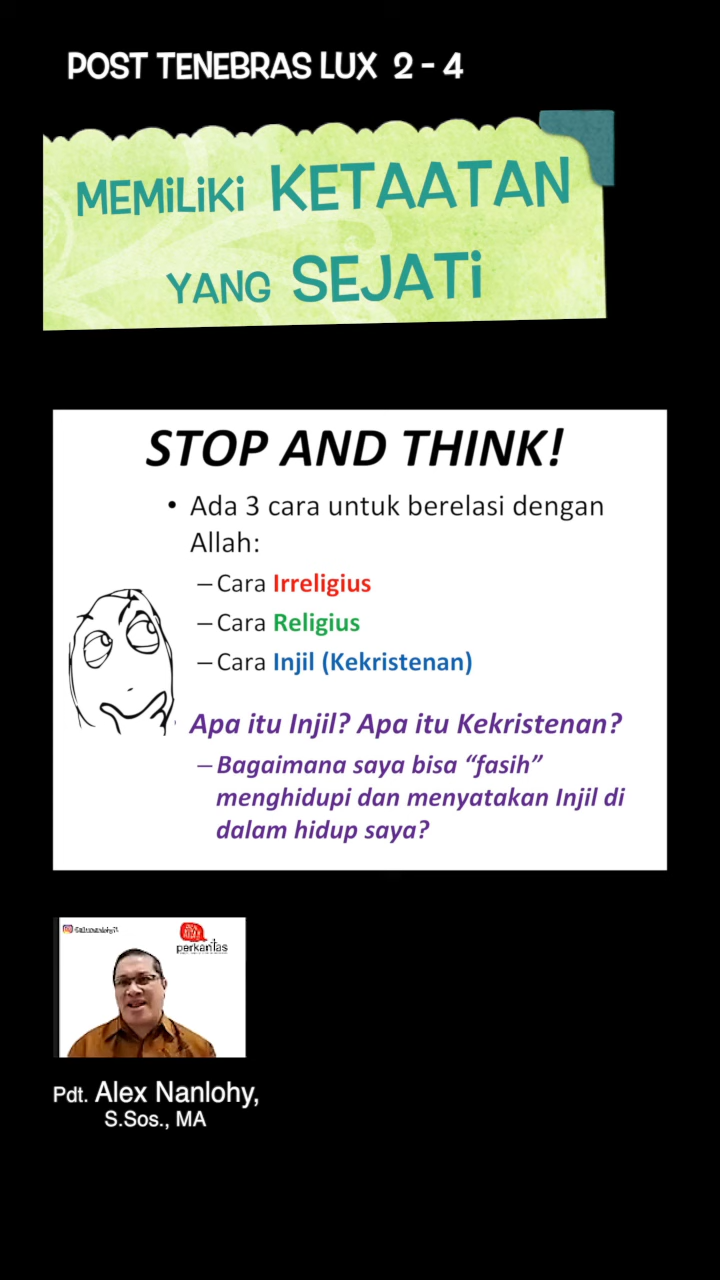 POST TENEBRAS LUX 2 - 4
MEMiLiKi KETAATAN
YANG SEJATi
STOP AND THINK!
• Ada 3 cara untuk berelasi dengan
Allah:
– Cara Irreligius
– Cara Religius
– Cara Injil (Kekristenan)
Apa itu Injil? Apa itu Kekristenan?
– Bagaimana saya bisa “fasih”
menghidupi dan menyatakan Injil di
dalam hidup saya?
perkantas
Pdt. Alex Nanlohy,
S.Sos., MA